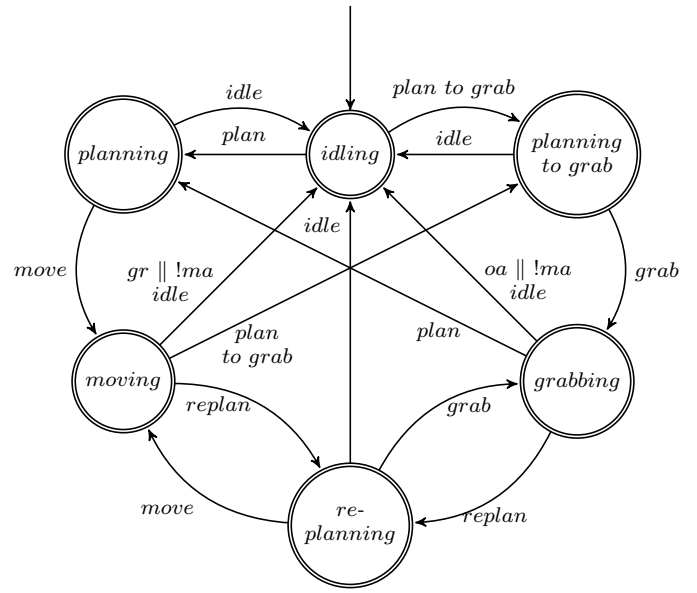 idle
plan to grab
planning
plan
idling
idle
planning
to grab
idle
move
gr ∥ !ma
idle
oa ∥ !ma
idle
grab
plan
to grab
plan
moving
grabbing
replan
grab
move
re-
planning
replan